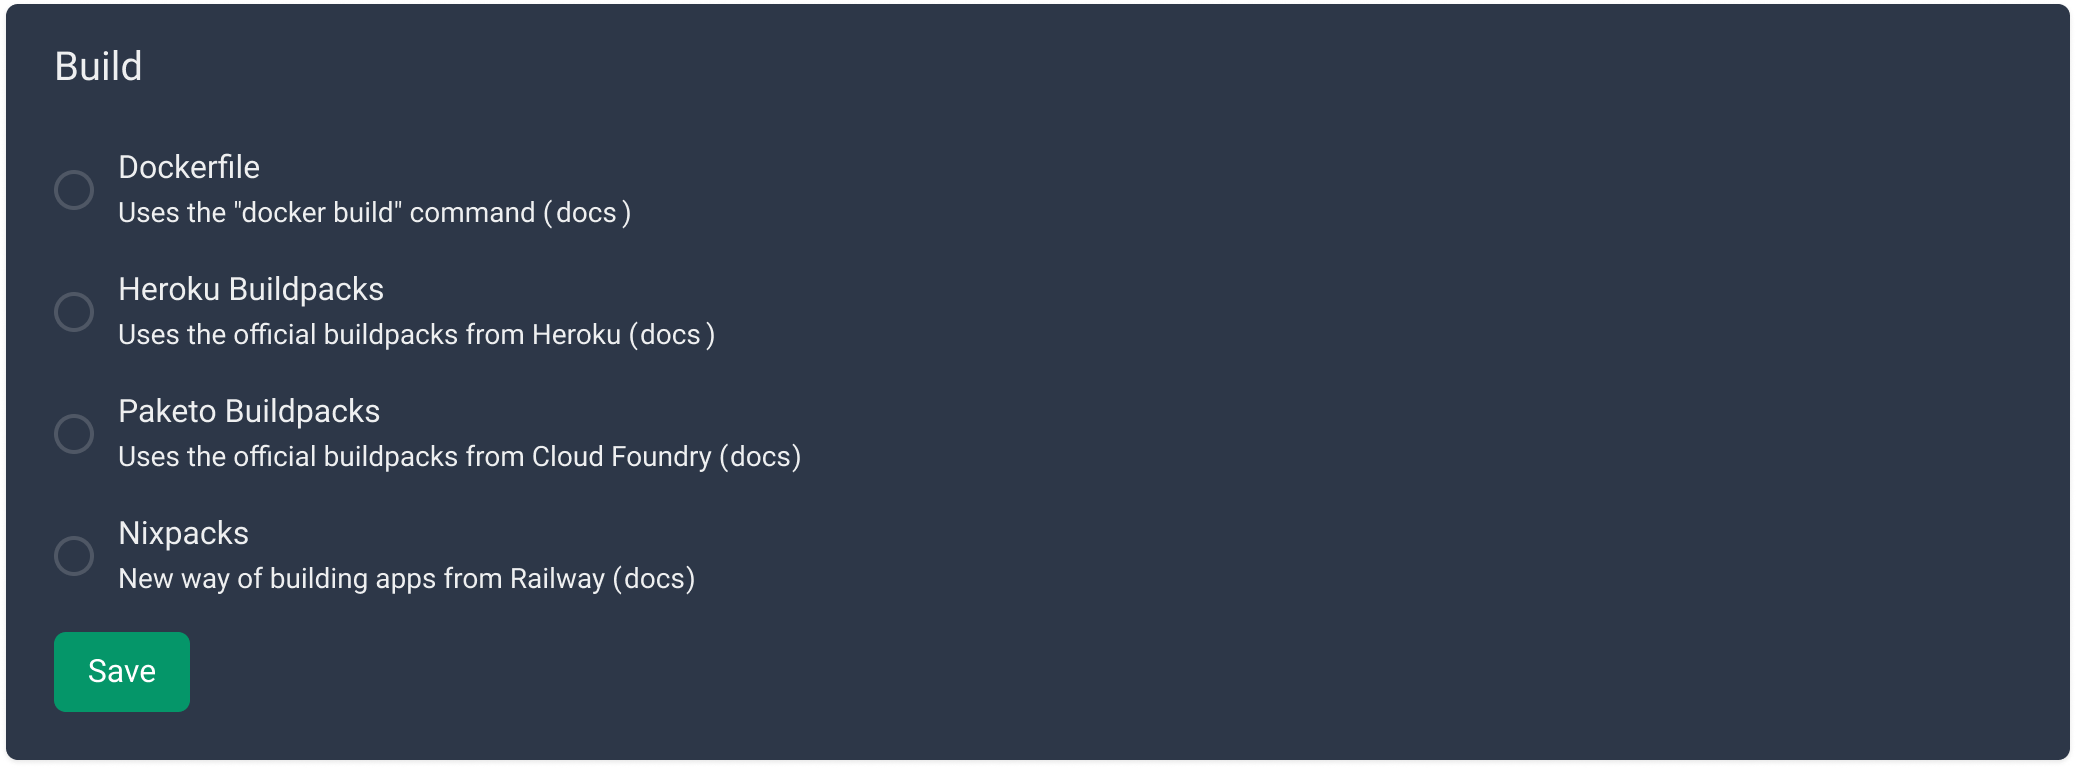 Build
Dockerfile
Uses the "docker build" command (docs )
Heroku Buildpacks
Uses the official buildpacks from Heroku (docs )
Paketo Buildpacks
Uses the official buildpacks from Cloud Foundry (docs)
Nixpacks
New way of building apps from Railway (docs)
Save